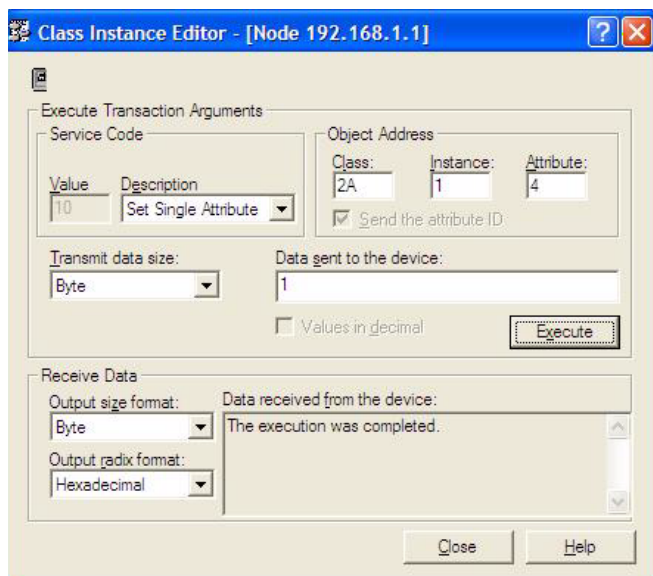 Class Instance Editor - [Node 192.168.1.1]
Execute Transaction Arguments
Service Code
Value
Description
10
Set Single Attribute
Object Address
Class:
Instance:
Attribute:
2A
1
4
Send the attribute ID
Transmit data size:
Byte
Data sent to the device:
1
Values in decimal
Execute
Receive Data
Output size format:
Byte
Output radix format:
Hexadecimal
Data received from the device:
The execution was completed.
Close
Help